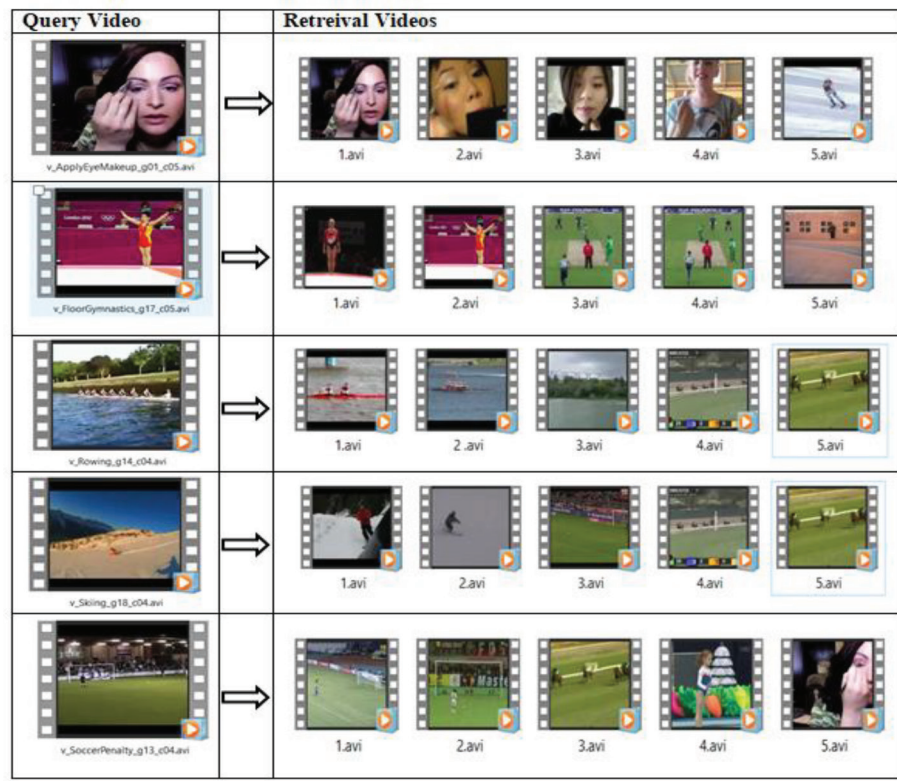 Query Video
Retreival Videos
v_ApplyEyeMakeup_g01_c05.avi
1.avi
2.avi
3.avi
4.avi
5.avi
London 2012
v_FloorGymnastics_g17_c05.avi
1.avi
2.avi
3.avi
4.avi
5.avi
v_Rowing_g14_c04.avi
1.avi
2 .avi
3.avi
4.avi
5.avi
v_Skiing_g18_c04.avi
1.avi
2.avi
3.avi
4.avi
5.avi
Maste
v_SoccerPenalty_g13_c04.avi
1.avi
2.avi
3.avi
4.avi
5.avi